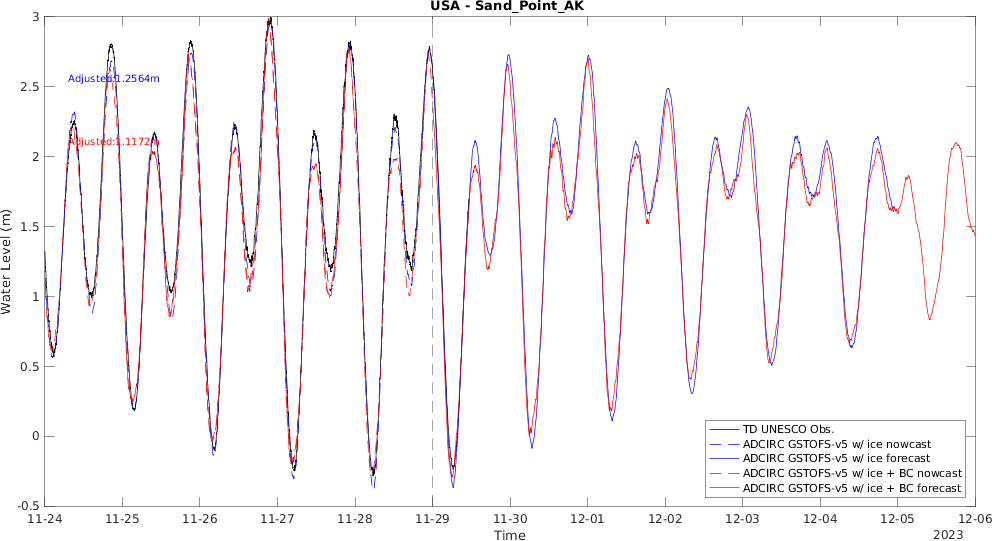 USA - Sand_Point_AK
3
2.5
2
1.5
1
0.5
0
-0.5
Water Level (m)
Adjusted:1.2564m
Adjusted:1.1172m
TD UNESCO Obs.
ADCIRC GSTOFS-v5 w/ ice nowcast
ADCIRC GSTOFS-v5 w/ ice forecast
ADCIRC GSTOFS-v5 w/ ice + BC nowcast
ADCIRC GSTOFS-v5 w/ ice + BC forecast
11-24 11-25 11-26 11-27 11-28 11-29 11-30 12-01 12-02 12-03 12-04 12-05 12-06
Time
2023